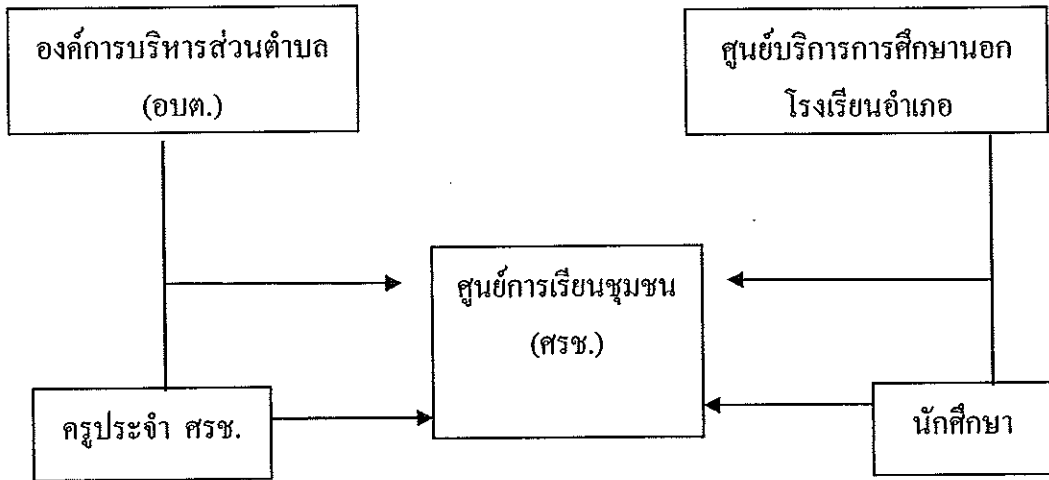 องค์การบริหารส่วนตำบล
(อบต.)
ศูนย์บริการการศึกษานอก
โรงเรียนอำเภอ
ศูนย์การเรียนชุมชน
(ศรช.)
ครูประจำ ศรช.
นักศึกษา